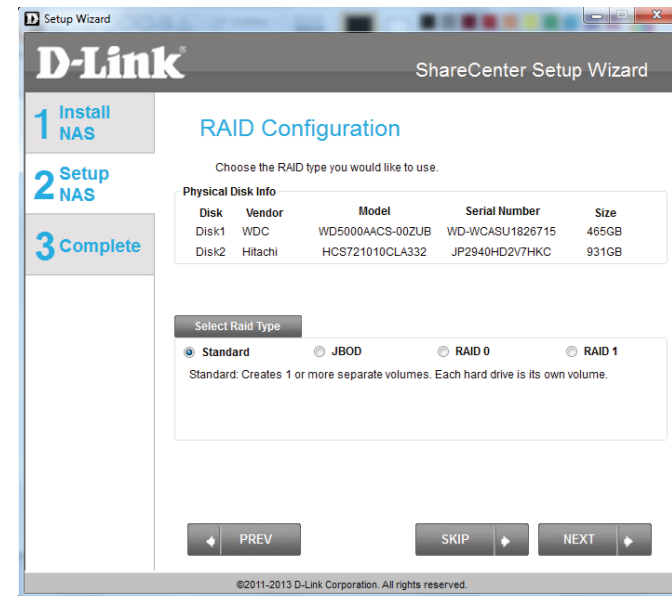 Setup Wizard
D-Link®
ShareCenter Setup Wizard
1 Install NAS
2 Setup NAS
3 Complete
RAID Configuration
Choose the RAID type you would like to use.
Physical Disk Info
Disk Vendor Model Serial Number Size
Disk1 WDC WD5000AACS-00ZUB WD-WCASU1826715 465GB
Disk2 Hitachi HCS721010CLA332 JP2940HD2V7HKC 931GB
Select Raid Type
Standard JBOD RAID 0 RAID 1
Standard: Creates 1 or more separate volumes. Each hard drive is its own volume.
PREV SKIP NEXT
©2011-2013 D-Link Corporation. All rights reserved.